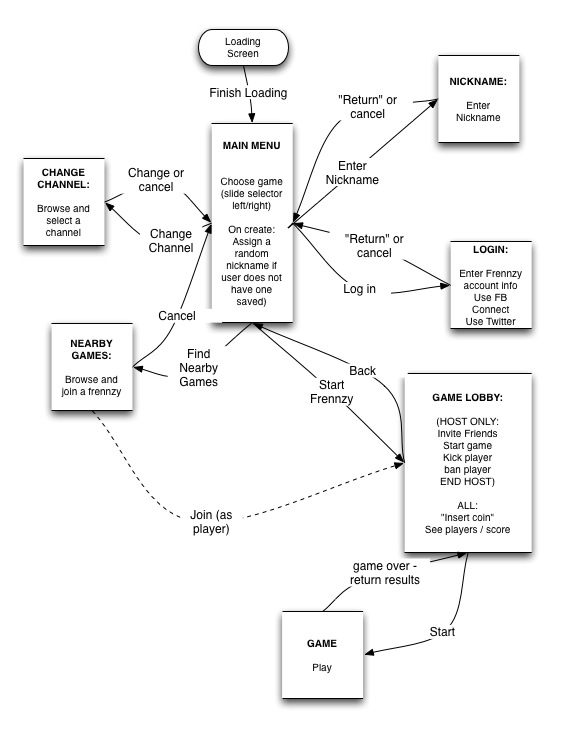 Loading
Screen
Finish Loading
MAIN MENU
Choose game
(slide selector
left/right)
On create:
Assign a
random
nickname if
user does not
have one
saved)
NICKNAME:
Enter
Nickname
"Return" or
cancel
Enter
Nickname
CHANGE
CHANNEL:
Browse and
select a
channel
Change or
cancel
Change
Channel
"Return" or
cancel
Log in
LOGIN:
Enter Frennzy
account info
Use FB
Connect
Use Twitter
Cancel
Find
Nearby
Games
NEARBY
GAMES:
Browse and
join a frennzy
Back
Start
Frennzy
GAME LOBBY:
(HOST ONLY:
Invite Friends
Start game
Kick player
ban player
END HOST)
ALL:
"Insert coin"
See players / score
Join (as
player)
game over -
return results
Start
GAME
Play